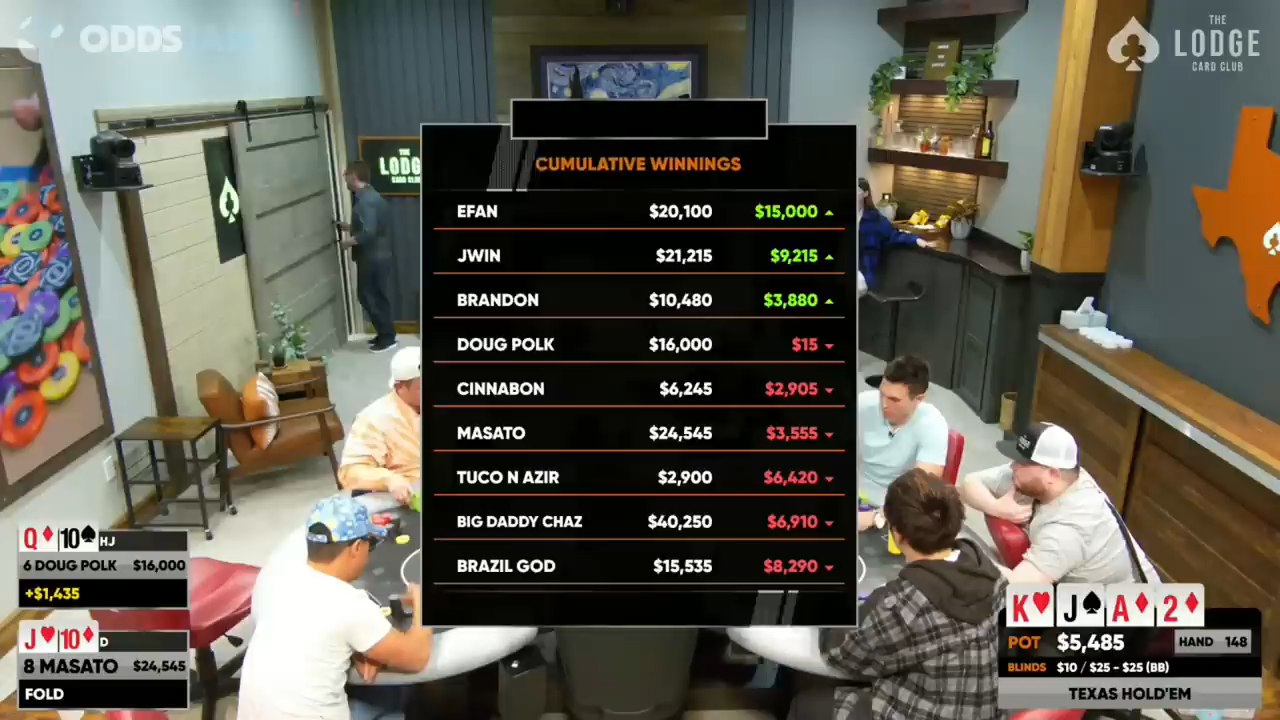 ODDS
THE
LODGE
CARD CLUB
THE
LODG
CARD CLU
CUMULATIVE WINNINGS
EFAN $20,100 $15,000
JWIN $21,215 $9,215
BRANDON $10,480 $3,880
DOUG POLK $16,000 $15
CINNABON $6,245 $2,905
MASATO $24,545 $3,555
TUCO N AZIR $2,900 $6,420
BIG DADDY CHAZ $40,250 $6,910
BRAZIL GOD $15,535 $8,290
Q♦ 10♠ HJ
6 DOUG POLK $16,000
+$1,435
J♥ 10♦ D
8 MASATO $24,545
FOLD
K♥ J♠ A♦ 2♦
POT $5,485 HAND 148
BLINDS $10 / $25 - $25 (BB)
TEXAS HOLD'EM